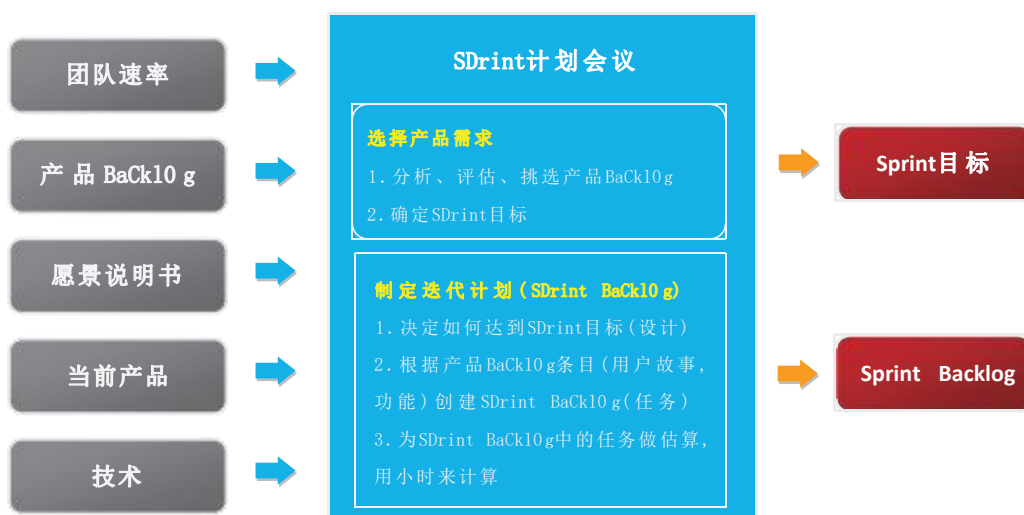 团队速率
产品 BaCkl0 g
愿景说明书
当前产品
技术
SDrint计划会议
选择产品需求
1.分析、评估、挑选产品BaCkl0g
2.确定SDrint目标
制定迭代计划(SDrint BaCkl0g)
1.决定如何达到SDrint目标(设计)
2.根据产品BaCkl0g条目(用户故事,
功能)创建SDrint BaCkl0g(任务)
3.为SDrint BaCkl0g中的任务做估算,
用小时来计算
Sprint目标
Sprint Backlog